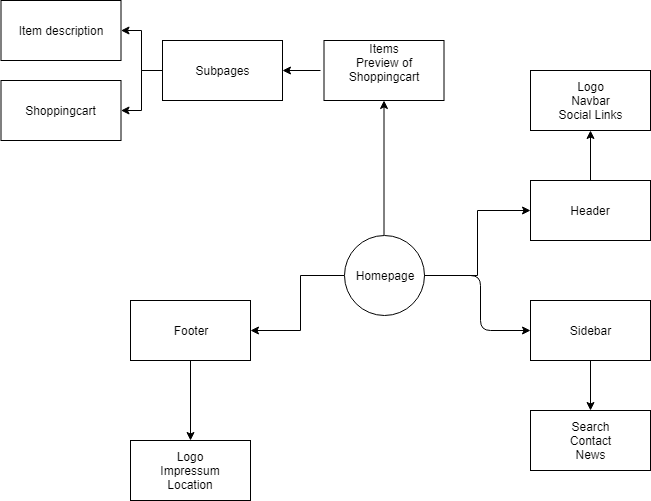 Item description
Subpages
Items
Preview of
Shoppingcart
Shoppingcart
Logo
Navbar
Social Links
Header
Homepage
Footer
Sidebar
Logo
Impressum
Location
Search
Contact
News